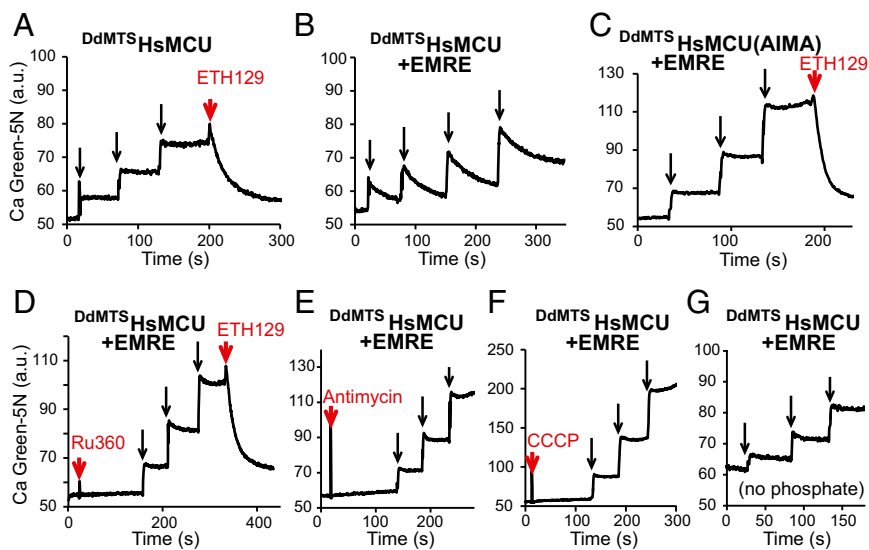 A
DdMTSHsMCU
ETH129
Ca Green-5N (a.u.)
90
80
70
60
50
0 100 200 300
Time (s)
B
DdMTSHsMCU
+EMRE
90
80
70
60
50
0 100 200 300
Time (s)
C
DdMTSHsMCU(AIMA)
+EMRE
ETH129
130
110
90
70
50
0 100 200
Time (s)
D
DdMTSHsMCU
+EMRE
ETH129
Ru360
Ca Green-5N (a.u.)
110
90
70
50
0 200 400
Time (s)
E
DdMTSHsMCU
+EMRE
Antimycin
130
110
90
70
50
0 100 200
Time (s)
F
DdMTSHsMCU
+EMRE
CCCP
250
200
150
100
50
0 100 200 300
Time (s)
G
DdMTSHsMCU
+EMRE
90
80
70
60
50
(no phosphate)
0 50 100 150
Time (s)